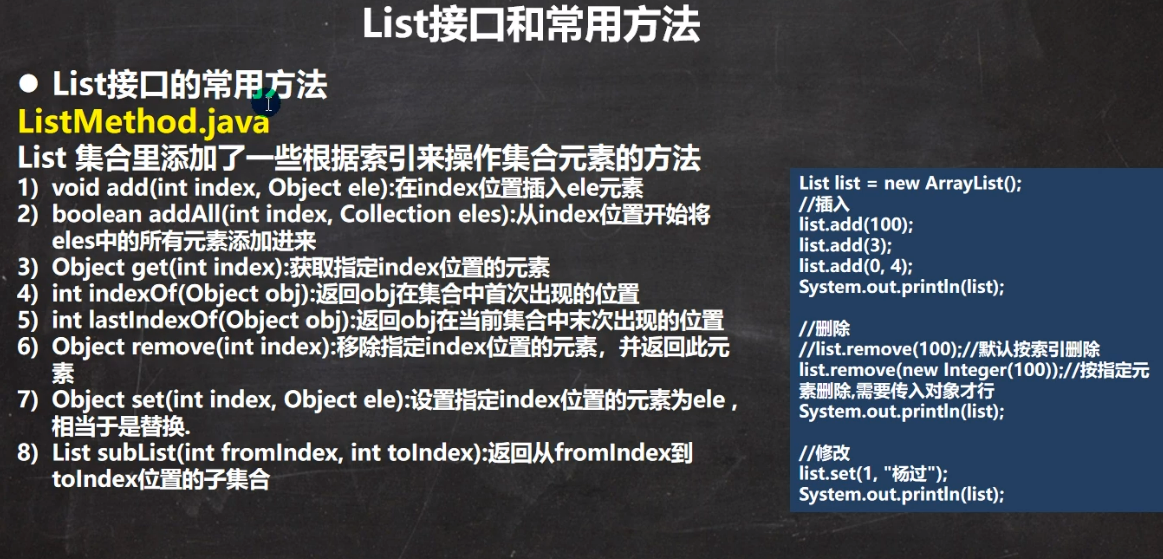 List接口和常用方法
● List接口的常用方法
ListMethod.java
List 集合里添加了一些根据索引来操作集合元素的方法
1) void add(int index, Object ele):在index位置插入ele元素
2) boolean addAll(int index, Collection eles):从index位置开始将
eles中的所有元素添加进来
3) Object get(int index):获取指定index位置的元素
4) int indexOf(Object obj):返回obj在集合中首次出现的位置
5) int lastIndexOf(Object obj):返回obj在当前集合中末次出现的位置
6) Object remove(int index):移除指定index位置的元素，并返回此元
素
7) Object set(int index, Object ele):设置指定index位置的元素为ele ,
相当于是替换.
8) List subList(int fromIndex, int toIndex):返回从fromIndex到
toIndex位置的子集合
List list = new ArrayList();
//插入
list.add(100);
list.add(3);
list.add(0, 4);
System.out.println(list);
//删除
//list.remove(100);//默认按索引删除
list.remove(new Integer(100));//按指定元
素删除,需要传入对象才行
System.out.println(list);
//修改
list.set(1, "杨过");
System.out.println(list);